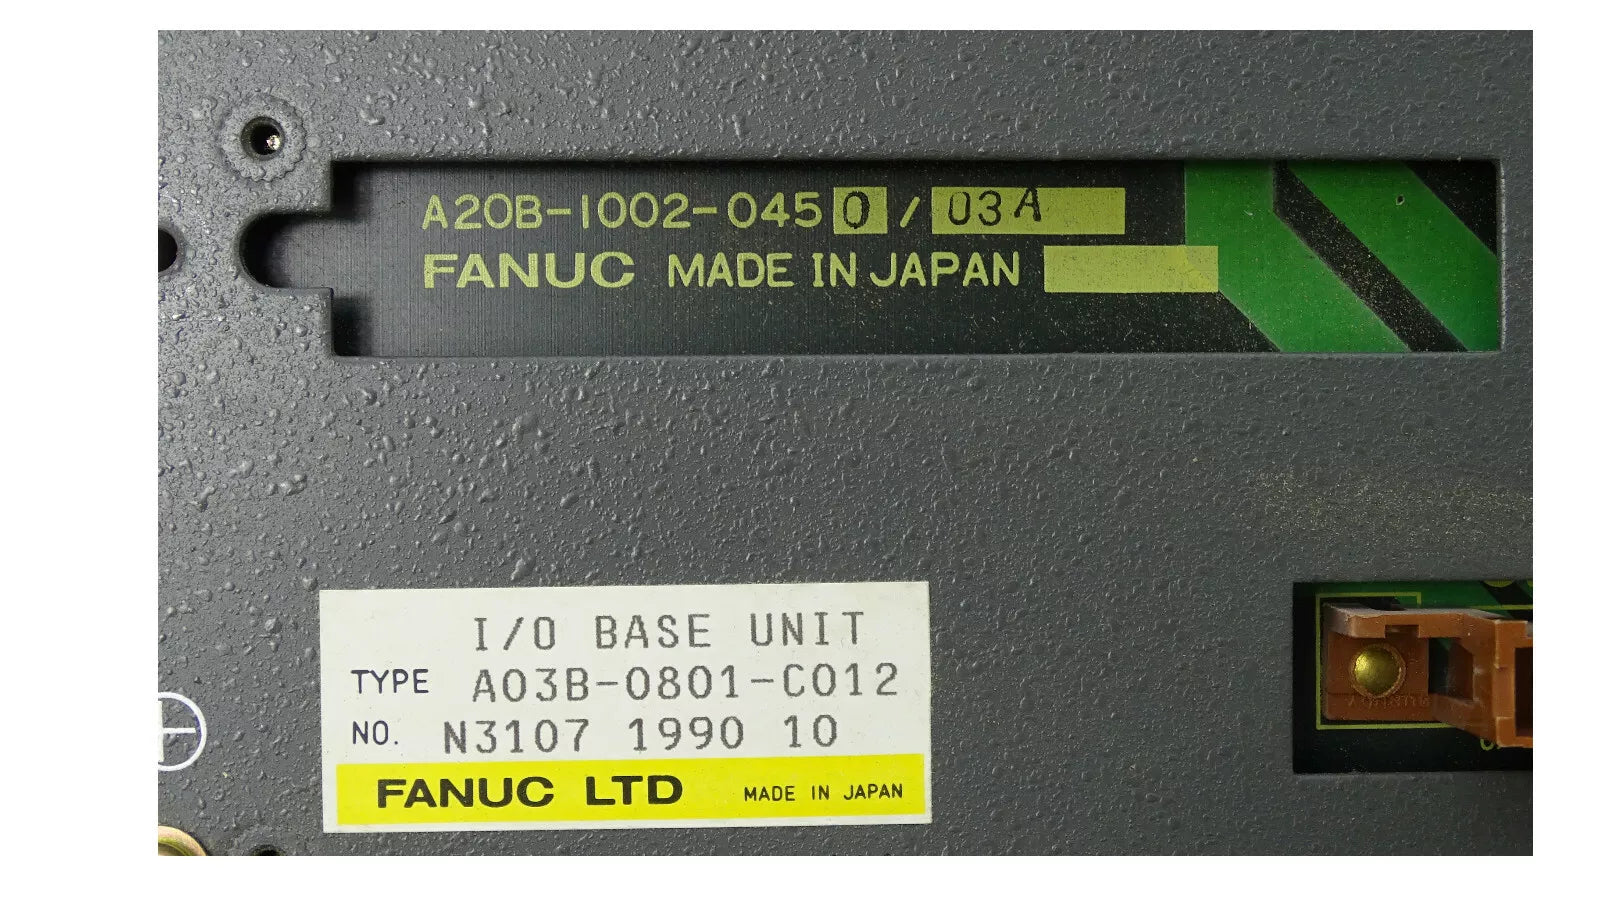 A20B-1002-0450/03A
FANUC MADE IN JAPAN
I/O BASE UNIT
TYPE A03B-0801-C012
NO. N3107 1990 10
FANUC LTD MADE IN JAPAN